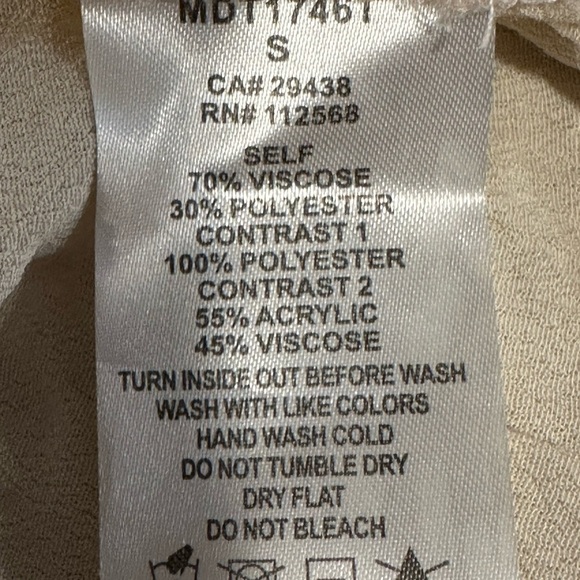 MDT17461
S
CA# 29438
RN# 112568
SELF
70% VISCOSE
30% POLYESTER
CONTRAST 1
100% POLYESTER
CONTRAST 2
55% ACRYLIC
45% VISCOSE
TURN INSIDE OUT BEFORE WASH
WASH WITH LIKE COLORS
HAND WASH COLD
DO NOT TUMBLE DRY
DRY FLAT
DO NOT BLEACH